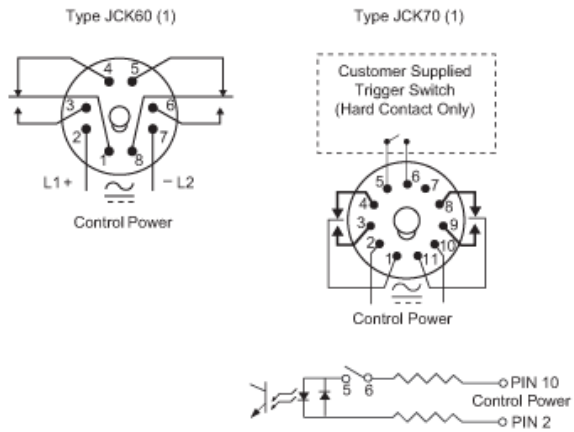 Type JCK60 (1)
4 5
3 6
2 7
1 8
L1+ − L2
Control Power
Type JCK70 (1)
Customer Supplied
Trigger Switch
(Hard Contact Only)
5 6 7
4 8
3 9
2 10
1 11
Control Power
5 6
PIN 10
Control Power
PIN 2